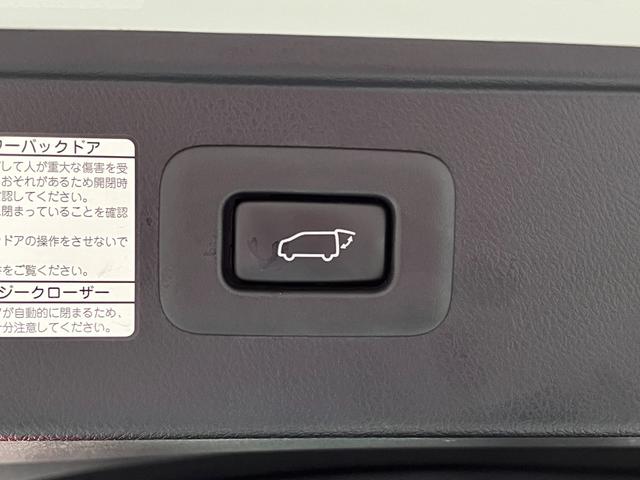 ワーバックドア
して人が重大な傷害を受
おそれがあるため開閉時
認してください。
に閉まっていることを確認
ドアの操作をさせないで
をご覧ください。
ジークローザー
が自動的に閉まるため、
分注意してください。